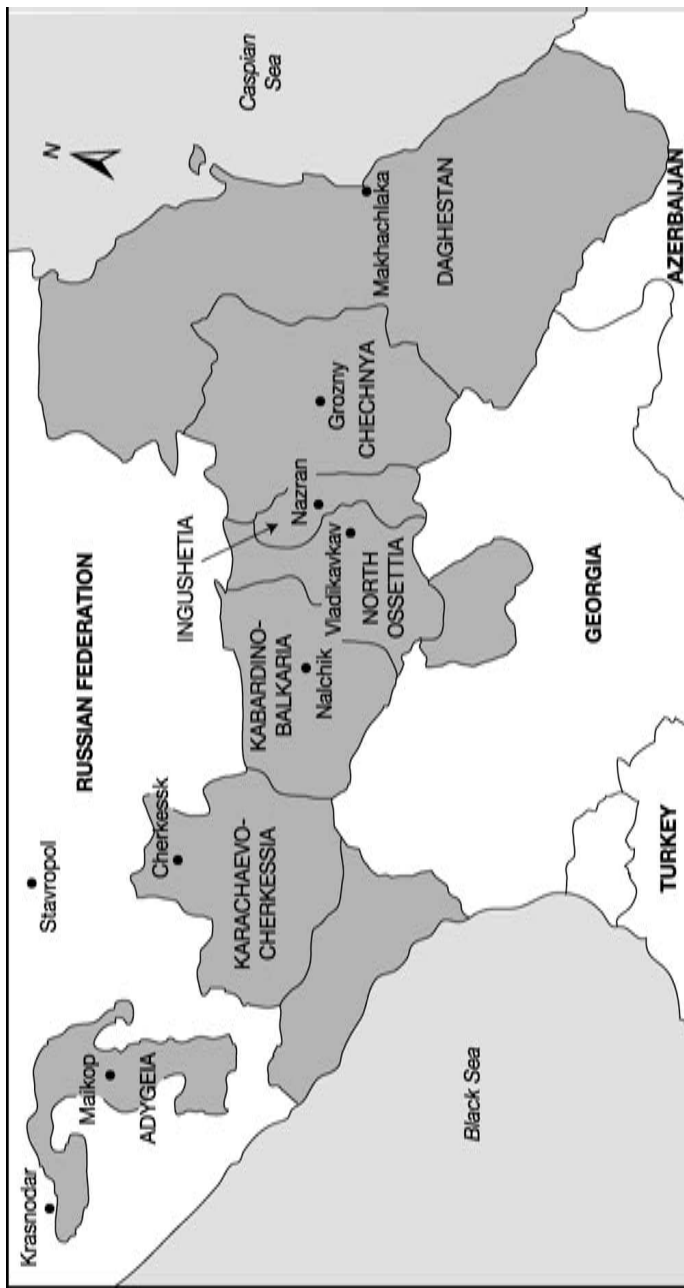 Krasnodar
Maikop
ADYGEIA
Stavropol
RUSSIAN FEDERATION
Cherkessk
KARACHAEVO-
CHERKESSIA
INGUSHETIA
KABARDINO-
BALKARIA
Nalchik
Vladikavkav
NORTH
OSSETTIA
Nazran
Grozny
CHECHNYA
N
Caspian
Sea
Makhachlaka
DAGHESTAN
Black Sea
TURKEY
GEORGIA
AZERBAIJAN